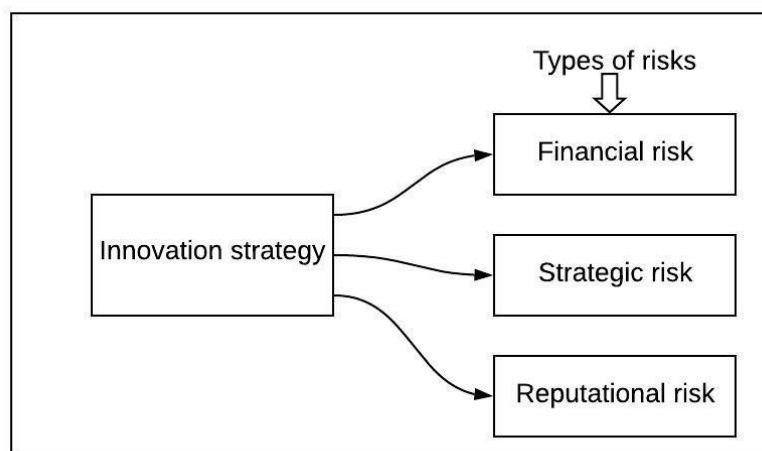 Types of risks
Financial risk
Innovation strategy
Strategic risk
Reputational risk